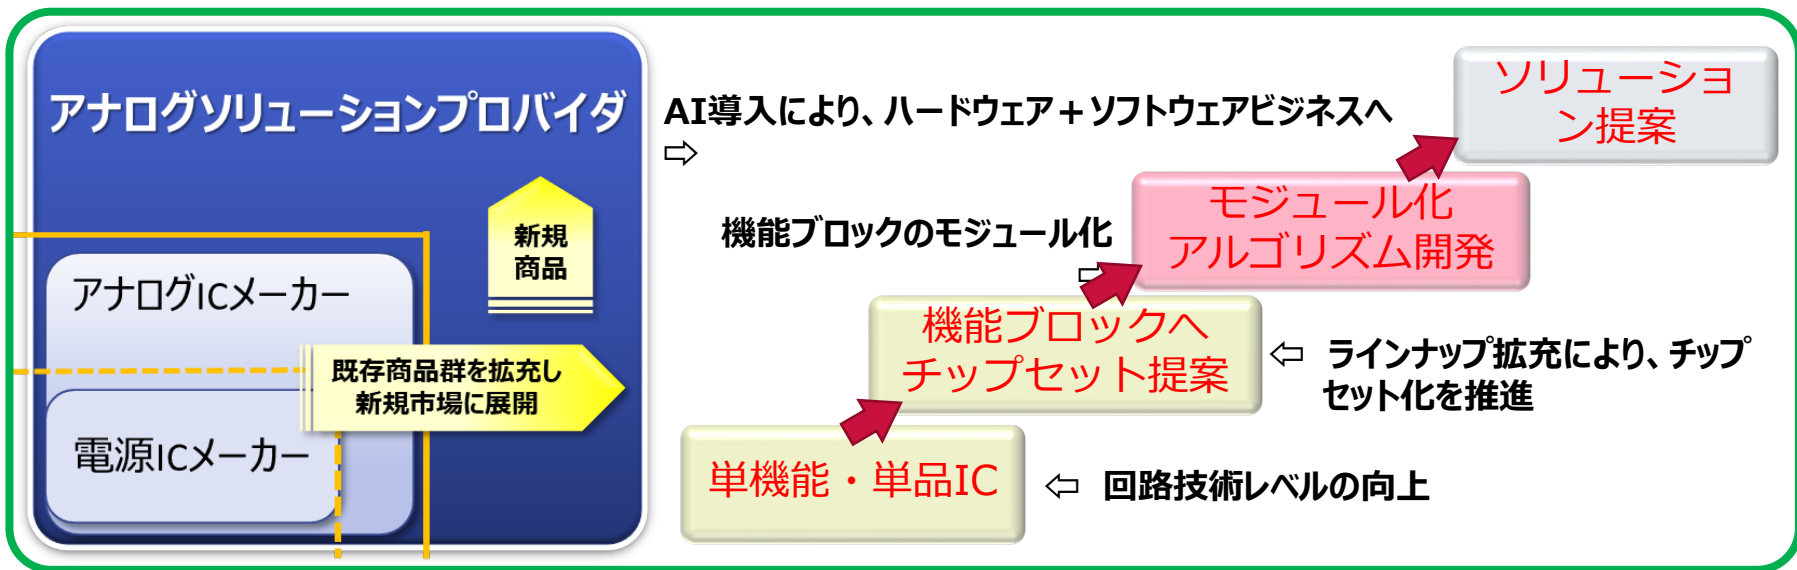 アナログソリューションプロバイダ
新規
商品
アナログICメーカー
既存商品群を拡充し
新規市場に展開
電源ICメーカー
AI導入により、ハードウェア+ソフトウェアビジネスへ
⇨
ソリューショ
ン提案
機能ブロックのモジュール化
⇨
モジュール化
アルゴリズム開発
機能ブロックへ
チップセット提案
⇦ ラインナップ拡充により、チップ
セット化を推進
単機能・単品IC
⇦ 回路技術レベルの向上